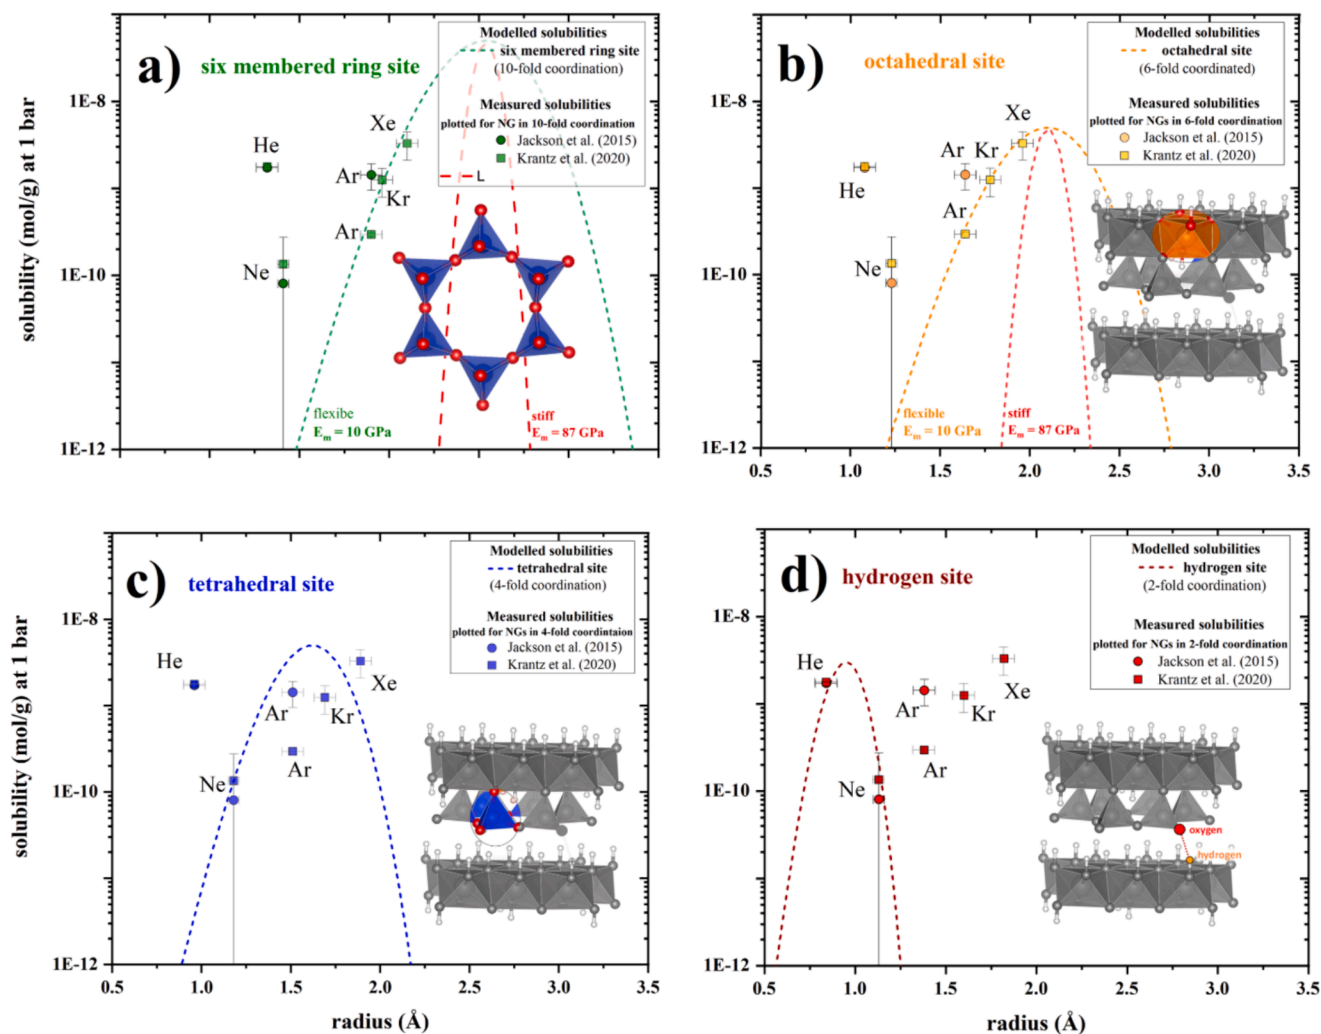 a)
six membered ring site
Modelled solubilities
six membered ring site
(10-fold coordination)
Measured solubilities
plotted for NG in 10-fold coordination
Jackson et al. (2015)
Krantz et al. (2020)
L
He
Xe
Ar
Kr
Ar
Ne
flexibe
E_m = 10 GPa
stiff
E_m = 87 GPa
1E-8
1E-10
1E-12
solubility (mol/g) at 1 bar
b)
octahedral site
Modelled solubilities
octahedral site
(6-fold coordinated)
Measured solubilities
plotted for NGs in 6-fold coordination
Jackson et al. (2015)
Krantz et al. (2020)
Xe
Ar
Kr
He
Ar
Ne
flexible
E_m = 10 GPa
stiff
E_m = 87 GPa
1E-8
1E-10
1E-12
0.5 1.0 1.5 2.0 2.5 3.0 3.5
c)
tetrahedral site
Modelled solubilities
tetrahedral site
(4-fold coordination)
Measured solubilities
plotted for NGs in 4-fold coordintaion
Jackson et al. (2015)
Krantz et al. (2020)
He
Xe
Ar
Kr
Ar
Ne
1E-8
1E-10
1E-12
0.5 1.0 1.5 2.0 2.5 3.0 3.5
radius (Å)
solubility (mol/g) at 1 bar
d)
hydrogen site
Modelled solubilities
hydrogen site
(2-fold coordination)
Measured solubilities
plotted for NGs in 2-fold coordination
Jackson et al. (2015)
Krantz et al. (2020)
He
Xe
Ar
Kr
Ar
Ne
oxygen
hydrogen
1E-8
1E-10
1E-12
0.5 1.0 1.5 2.0 2.5 3.0 3.5
radius (Å)